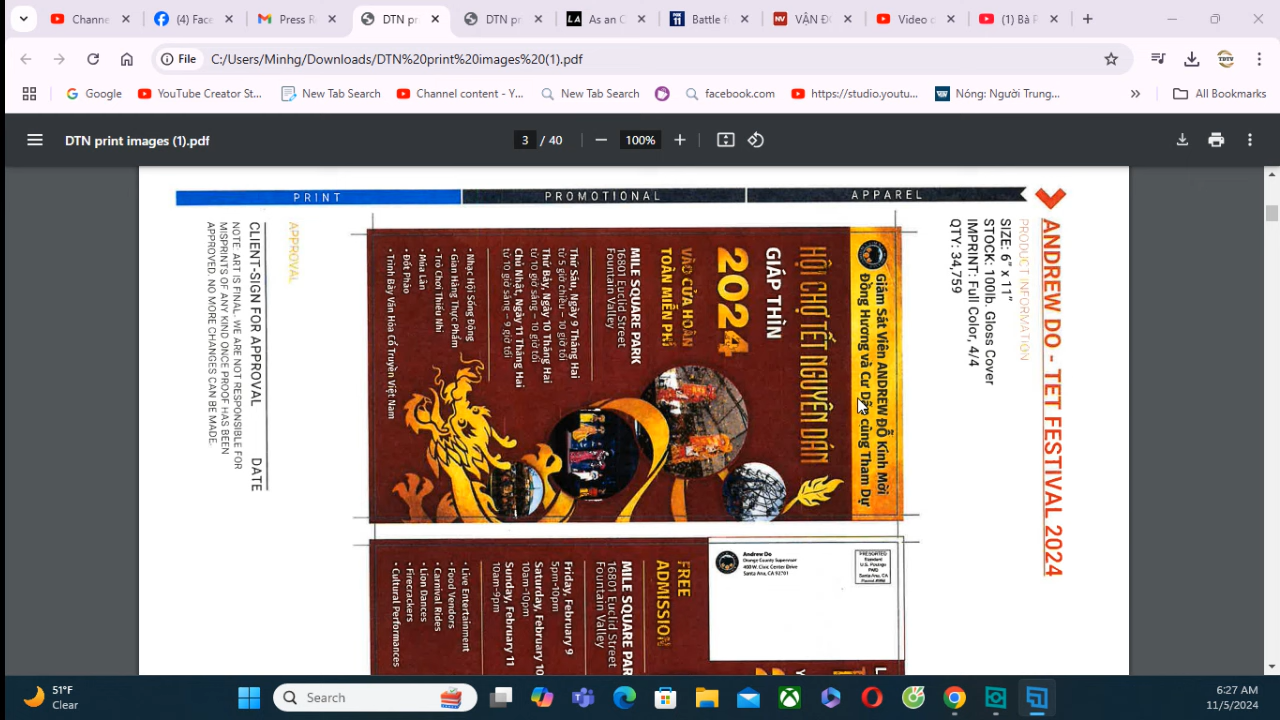 Channe
(4) Face
Press R
DTN pr
DTN pr
As an C
Battle f
VẬN Đ
Video c
(1) Bà P
File
C:/Users/Minhg/Downloads/DTN%20print%20images%20(1).pdf
Google
YouTube Creator St...
New Tab Search
Channel content - Y...
New Tab Search
facebook.com
https://studio.youtu...
Nóng: Người Trung...
All Bookmarks
DTN print images (1).pdf
3 / 40
100%
PRINT
PROMOTIONAL
APPAREL
ANDREW DO - TET FESTIVAL 2024
PRODUCT INFORMATION
SIZE: 6" x 11"
STOCK: 100lb. Gloss Cover
IMPRINT: Full Color, 4/4
QTY: 34,759
Giám Sát Viên ANDREW ĐỖ Kính Mời
Đồng Hương và Cư Dân cùng Tham Dự
HỘI CHỢ TẾT NGUYÊN ĐÁN
GIÁP THÌN
2024
VÀO CỬA HOÀN
TOÀN MIỄN PHÍ
MILE SQUARE PARK
16801 Euclid Street
Fountain Valley
Thứ Sáu, Ngày 9 Tháng Hai
từ 5 giờ chiều – 10 giờ tối
Thứ Bảy, Ngày 10 Tháng Hai
từ 10 giờ sáng – 10 giờ tối
Chủ Nhật, Ngày 11 Tháng Hai
từ 10 giờ sáng – 9 giờ tối
• Nhạc Hội Sống Động
• Gian Hàng Thực Phẩm
• Trò Chơi Thiếu Nhi
• Múa Lân
• Đốt Pháo
• Trình Bày Văn Hóa Cổ Truyền Việt Nam
APPROVAL
CLIENT-SIGN FOR APPROVAL DATE
NOTE: ART IS FINAL. WE ARE NOT RESPONSIBLE FOR
MISPRINTS OF ANY KIND ONCE PROOF HAS BEEN
APPROVED. NO MORE CHANGES CAN BE MADE.
PRESORTED
Standard
U.S. Postage
PAID
Santa Ana, CA
Andrew Do
Orange County Supervisor
400 W. Civic Center Drive
Santa Ana, CA 92701
FREE
ADMISSION
MILE SQUARE PAR
16801 Euclid Street
Fountain Valley
Friday, February 9
5pm-10pm
Saturday, February 10
10am-10pm
Sunday, February 11
10am-9pm
• Live Entertainment
• Food Vendors
• Carnival Rides
• Lion Dances
• Firecrackers
• Cultural Performances
51°F
Clear
Search
6:27 AM
11/5/2024